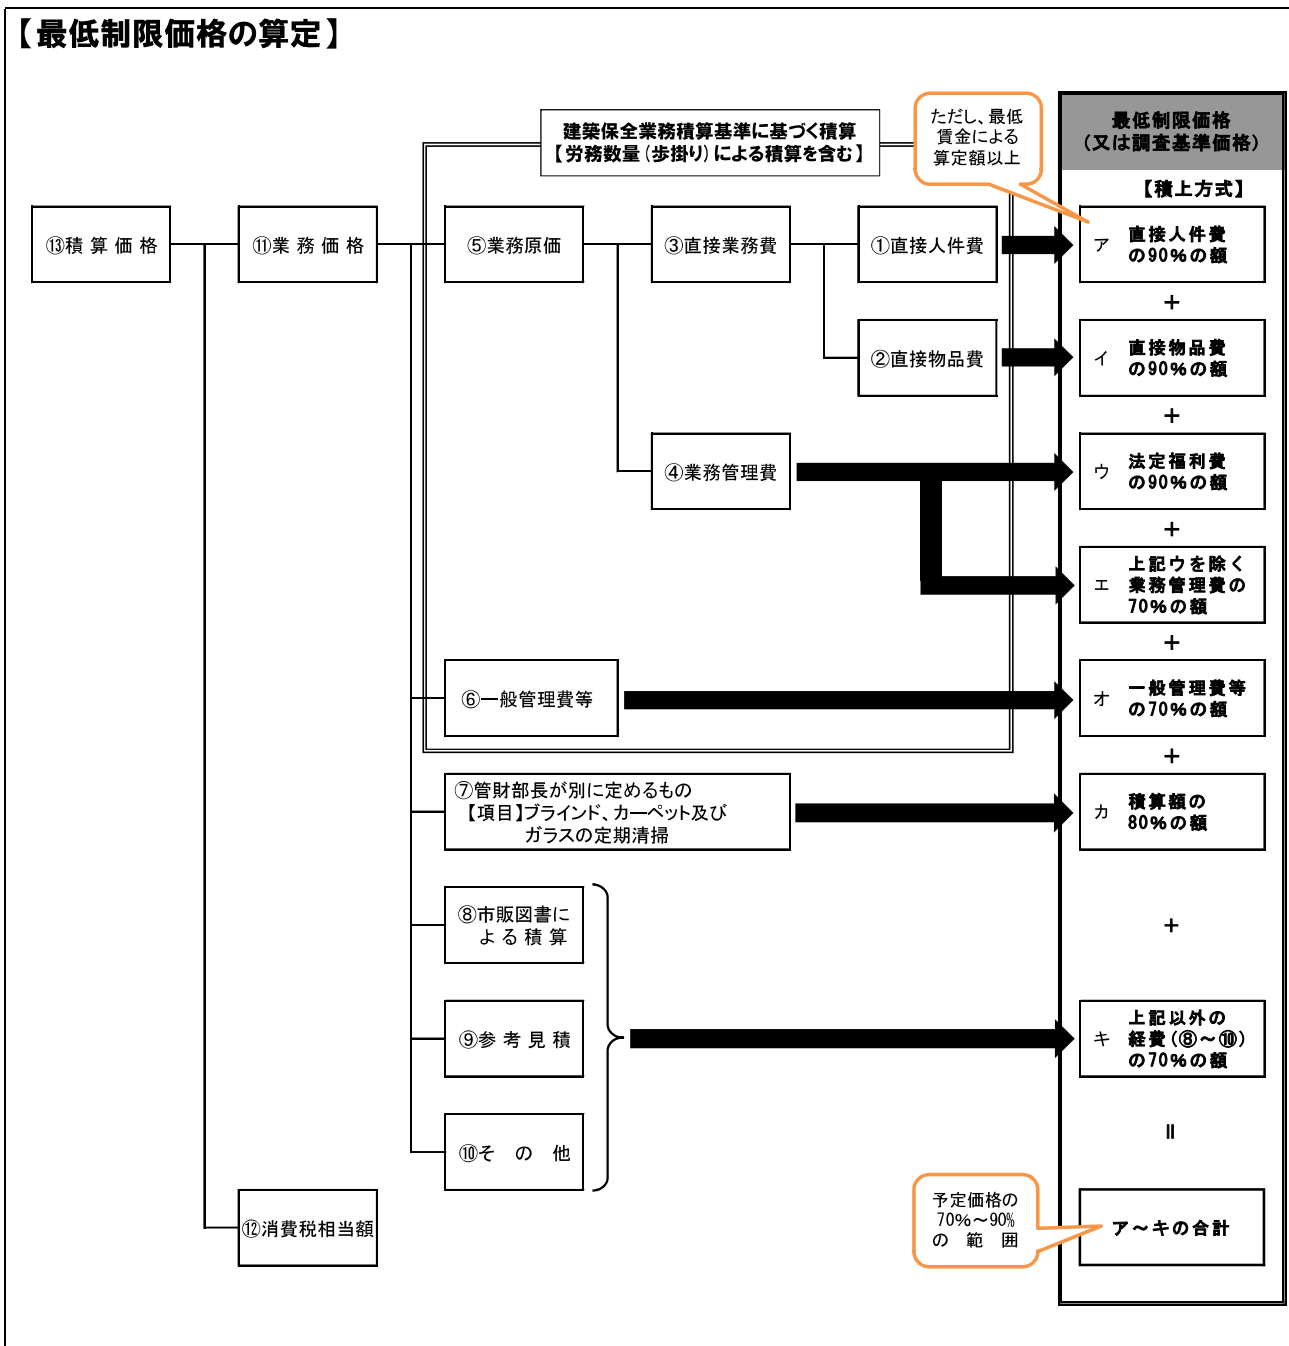 【最低制限価格の算定】
建築保全業務積算基準に基づく積算
【労務数量(歩掛り)による積算を含む】
ただし、最低
賃金による
算定額以上
最低制限価格
(又は調査基準価格)
【積上方式】
⑬積算価格
⑪業務価格
⑤業務原価
③直接業務費
①直接人件費
ア 直接人件費
の90%の額
+
②直接物品費
イ 直接物品費
の90%の額
+
④業務管理費
ウ 法定福利費
の90%の額
+
エ 上記ウを除く
業務管理費の
70%の額
+
⑥一般管理費等
オ 一般管理費等
の70%の額
+
⑦管財部長が別に定めるもの
【項目】ブラインド、カーペット及び
ガラスの定期清掃
カ 積算額の
80%の額
+
⑧市販図書に
よる積算
⑨参考見積
キ 上記以外の
経費(⑧~⑩)
の70%の額
⑩その他
=
⑫消費税相当額
予定価格の
70%~90%
の範囲
ア~キの合計